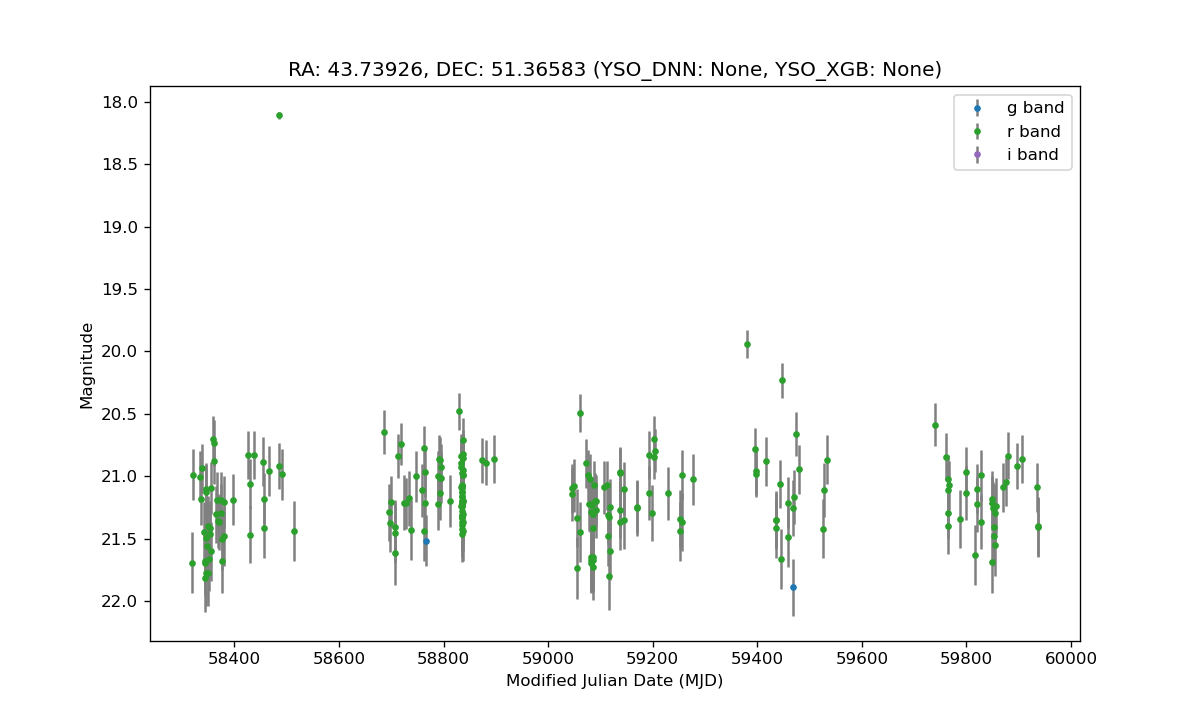 RA: 43.73926, DEC: 51.36583 (YSO_DNN: None, YSO_XGB: None)
g band
r band
i band
18.0
18.5
19.0
19.5
20.0
20.5
21.0
21.5
22.0
Magnitude
58400 58600 58800 59000 59200 59400 59600 59800 60000
Modified Julian Date (MJD)